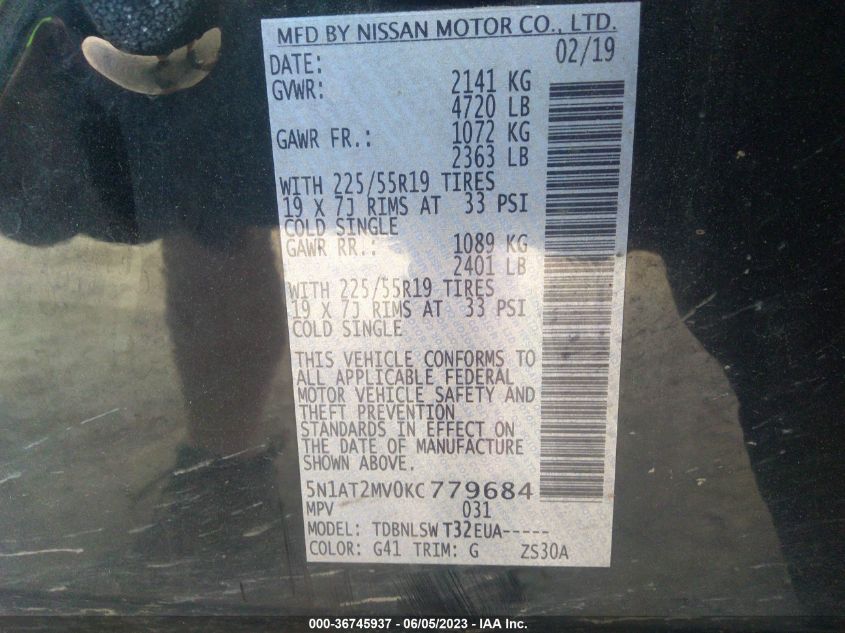 MFD BY NISSAN MOTOR CO., LTD.
DATE: 02/19
GVWR: 2141 KG
4720 LB
GAWR FR.: 1072 KG
2363 LB
WITH 225/55R19 TIRES
19 X 7J RIMS AT 33 PSI
COLD SINGLE
GAWR RR.: 1089 KG
2401 LB
WITH 225/55R19 TIRES
19 X 7J RIMS AT 33 PSI
COLD SINGLE
THIS VEHICLE CONFORMS TO
ALL APPLICABLE FEDERAL
MOTOR VEHICLE SAFETY AND
THEFT PREVENTION
STANDARDS IN EFFECT ON
THE DATE OF MANUFACTURE
SHOWN ABOVE.
5N1AT2MV0KC779684
MPV 031
MODEL: TDBNLSW T32EUA-----
COLOR: G41 TRIM: G ZS30A
000-36745937 - 06/05/2023 - IAA Inc.